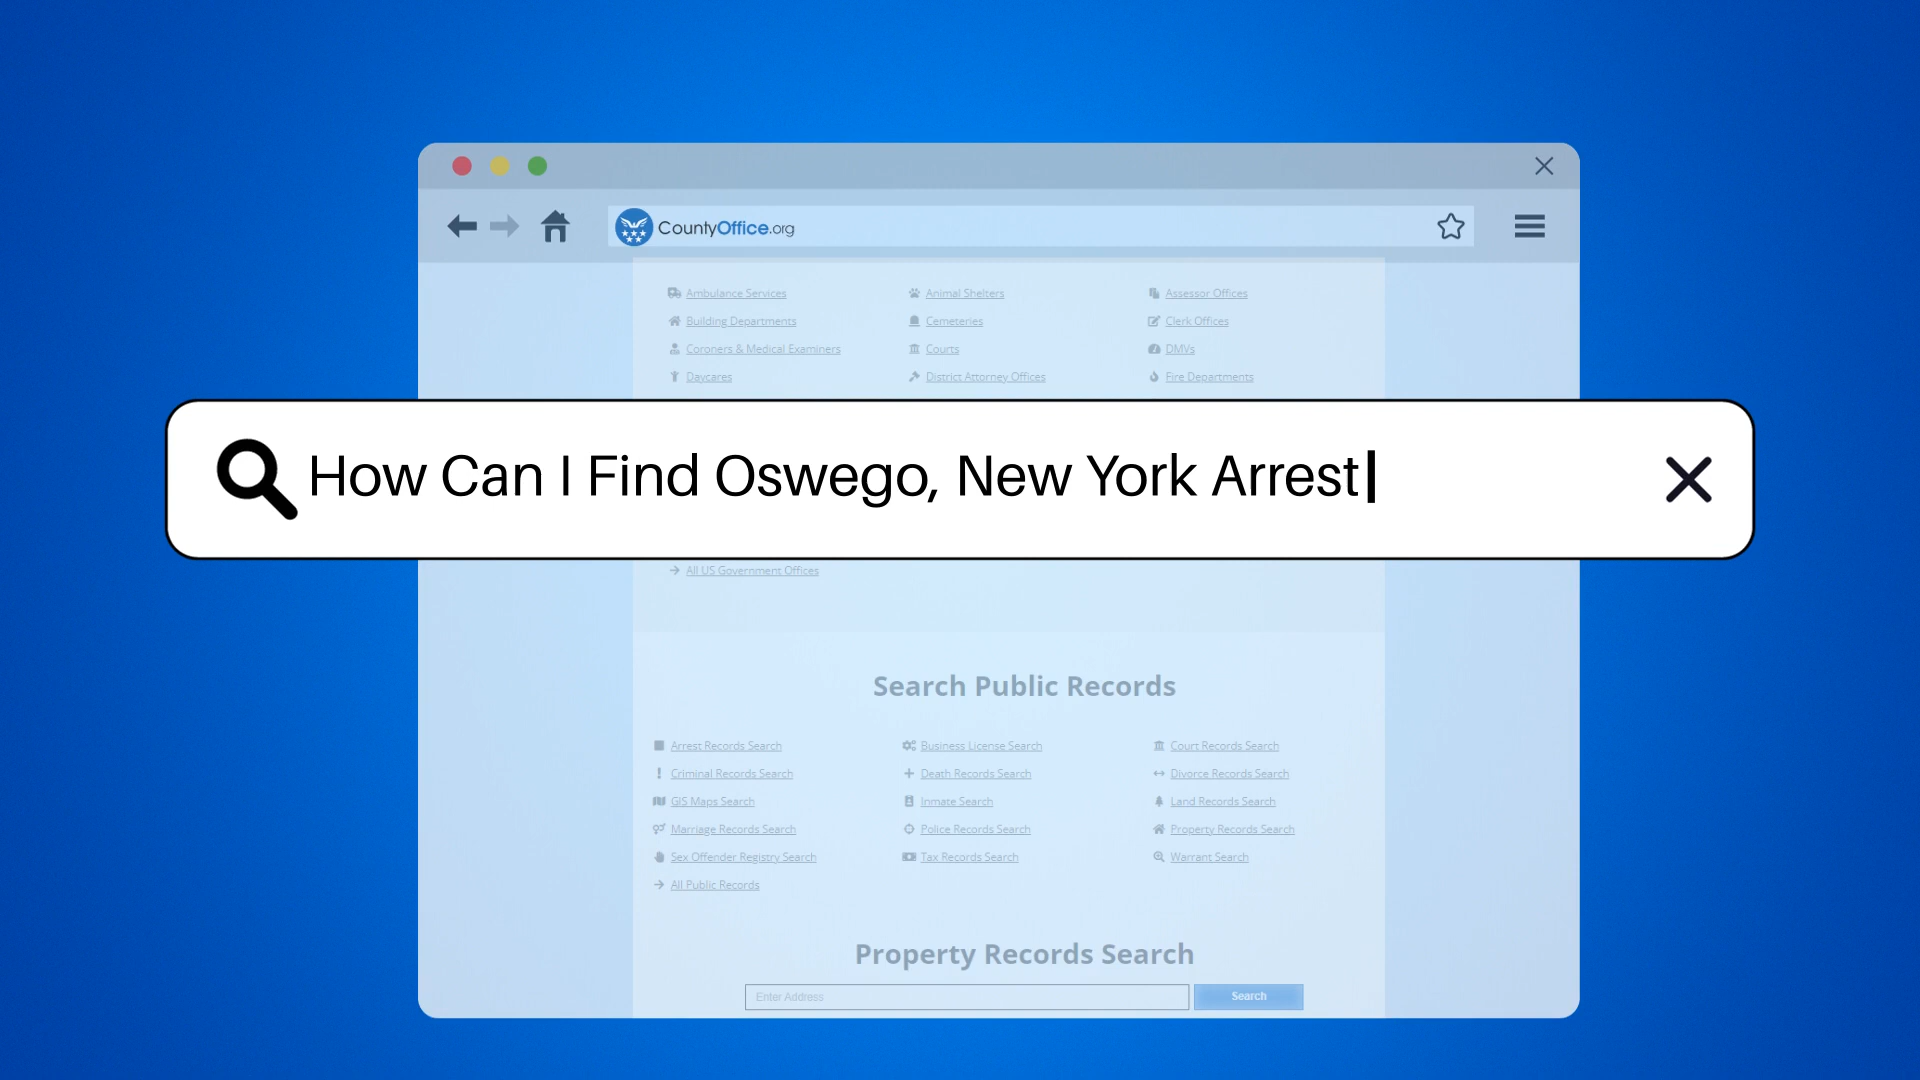 CountyOffice.org
Ambulance Services Animal Shelters Assessor Offices
Building Departments Cemeteries Clerk Offices
Coroners & Medical Examiners Courts DMVs
Daycares District Attorney Offices Fire Departments
How Can I Find Oswego, New York Arrest
All US Government Offices
Search Public Records
Arrest Records Search Business License Search Court Records Search
Criminal Records Search Death Records Search Divorce Records Search
GIS Maps Search Inmate Search Land Records Search
Marriage Records Search Police Records Search Property Records Search
Sex Offender Registry Search Tax Records Search Warrant Search
All Public Records
Property Records Search
Enter Address Search